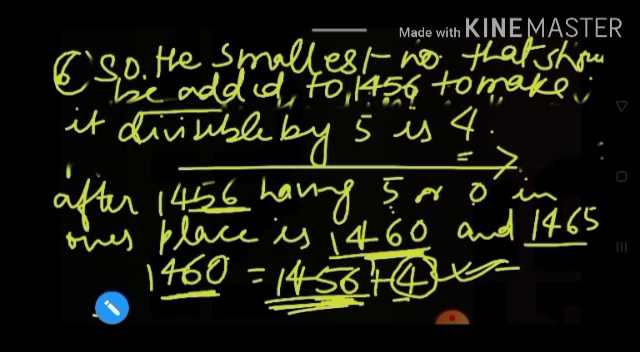 Made with KINEMASTER
6) SO. The smallest no that shou
be added to, 1456 to make
it divisible by 5 is 4.
=
after 1456 having 5 or 0 in
ones place is 1460 and 1465
1460 = 1456 + 4